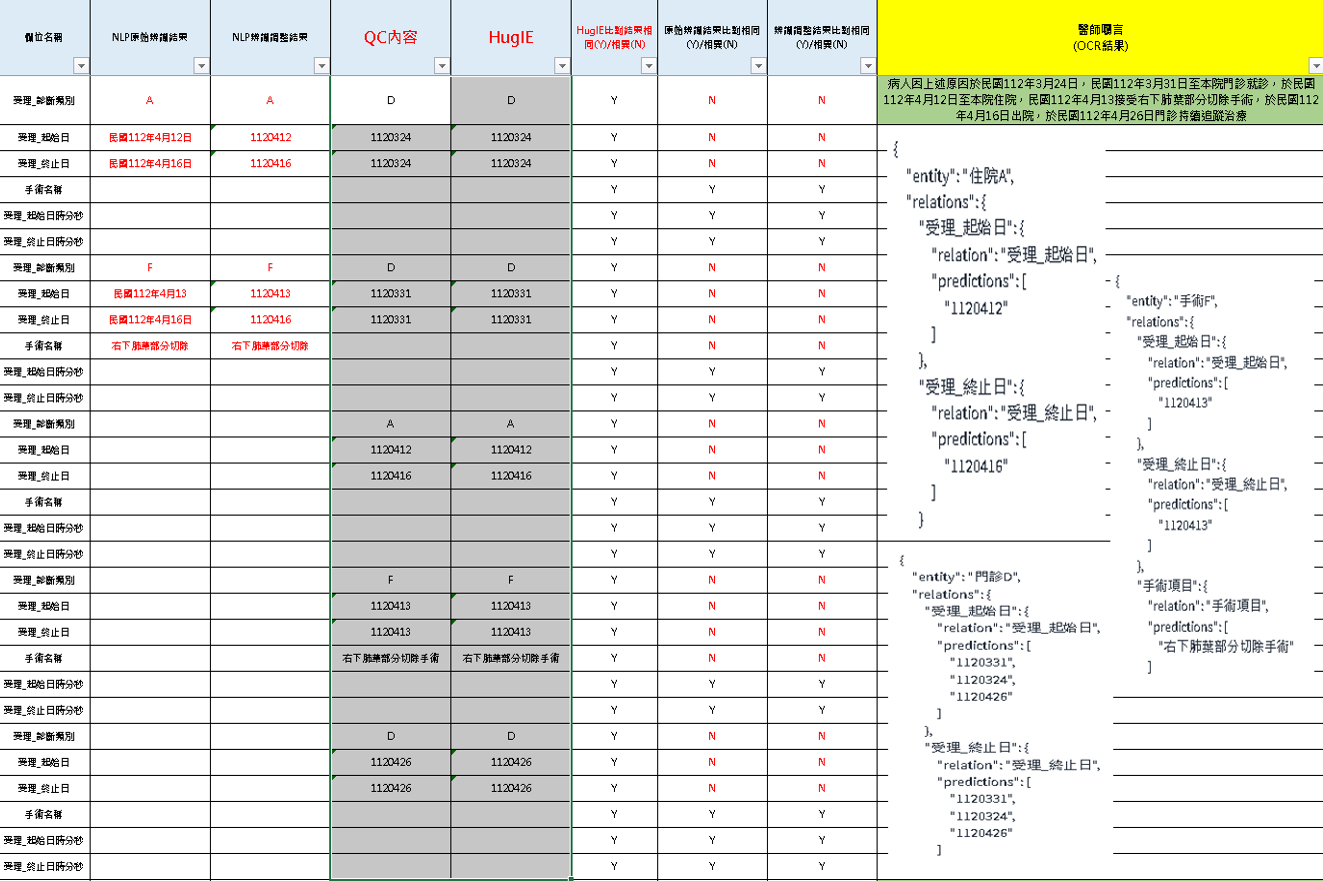 欄位名稱 NLP原始辨識結果 NLP辨識調整結果 QC內容 HugIE HugIE比對結果相同(Y)/相異(N) 原始辨識結果比對相同(Y)/相異(N) 辨識調整結果比對相同(Y)/相異(N) 醫師囑言
(OCR結果)
受理_診斷類別 A A D D Y N N
病人因上述原因於民國112年3月24日，民國112年3月31日至本院門診就診，於民國
112年4月12日至本院住院，民國112年4月13接受右下肺葉部分切除手術，於民國112
年4月16日出院，於民國112年4月26日門診持續追蹤治療
受理_起始日 民國112年4月12日 1120412 1120324 1120324 Y N N
受理_終止日 民國112年4月16日 1120416 1120324 1120324 Y N N
手術名稱 Y Y Y
受理_起始日時分秒 Y Y Y
受理_終止日時分秒 Y Y Y
受理_診斷類別 F F D D Y N N
受理_起始日 民國112年4月13 1120413 1120331 1120331 Y N N
受理_終止日 民國112年4月16日 1120416 1120331 1120331 Y N N
手術名稱 右下肺葉部分切除 右下肺葉部分切除 Y N N
受理_起始日時分秒 Y Y Y
受理_終止日時分秒 Y Y Y
受理_診斷類別 A A Y N N
受理_起始日 1120412 1120412 Y N N
受理_終止日 1120416 1120416 Y N N
手術名稱 Y Y Y
受理_起始日時分秒 Y Y Y
受理_終止日時分秒 Y Y Y
受理_診斷類別 F F Y N N
受理_起始日 1120413 1120413 Y N N
受理_終止日 1120413 1120413 Y N N
手術名稱 右下肺葉部分切除手術 右下肺葉部分切除手術 Y N N
受理_起始日時分秒 Y Y Y
受理_終止日時分秒 Y Y Y
受理_診斷類別 D D Y N N
受理_起始日 1120426 1120426 Y N N
受理_終止日 1120426 1120426 Y N N
手術名稱 Y Y Y
受理_起始日時分秒 Y Y Y
受理_終止日時分秒 Y Y Y
{
"entity":"住院A",
"relations":{
"受理_起始日":{
"relation":"受理_起始日",
"predictions":[
"1120412"
]
},
"受理_終止日":{
"relation":"受理_終止日",
"predictions":[
"1120416"
]
}
{
"entity":"手術F",
"relations":{
"受理_起始日":{
"relation":"受理_起始日",
"predictions":[
"1120413"
]
},
"受理_終止日":{
"relation":"受理_終止日",
"predictions":[
"1120413"
]
},
"手術項目":{
"relation":"手術項目",
"predictions":[
"右下肺葉部分切除手術"
]
{
"entity":"門診D",
"relations":{
"受理_起始日":{
"relation":"受理_起始日",
"predictions":[
"1120331",
"1120324",
"1120426"
]
},
"受理_終止日":{
"relation":"受理_終止日",
"predictions":[
"1120331",
"1120324",
"1120426"
]